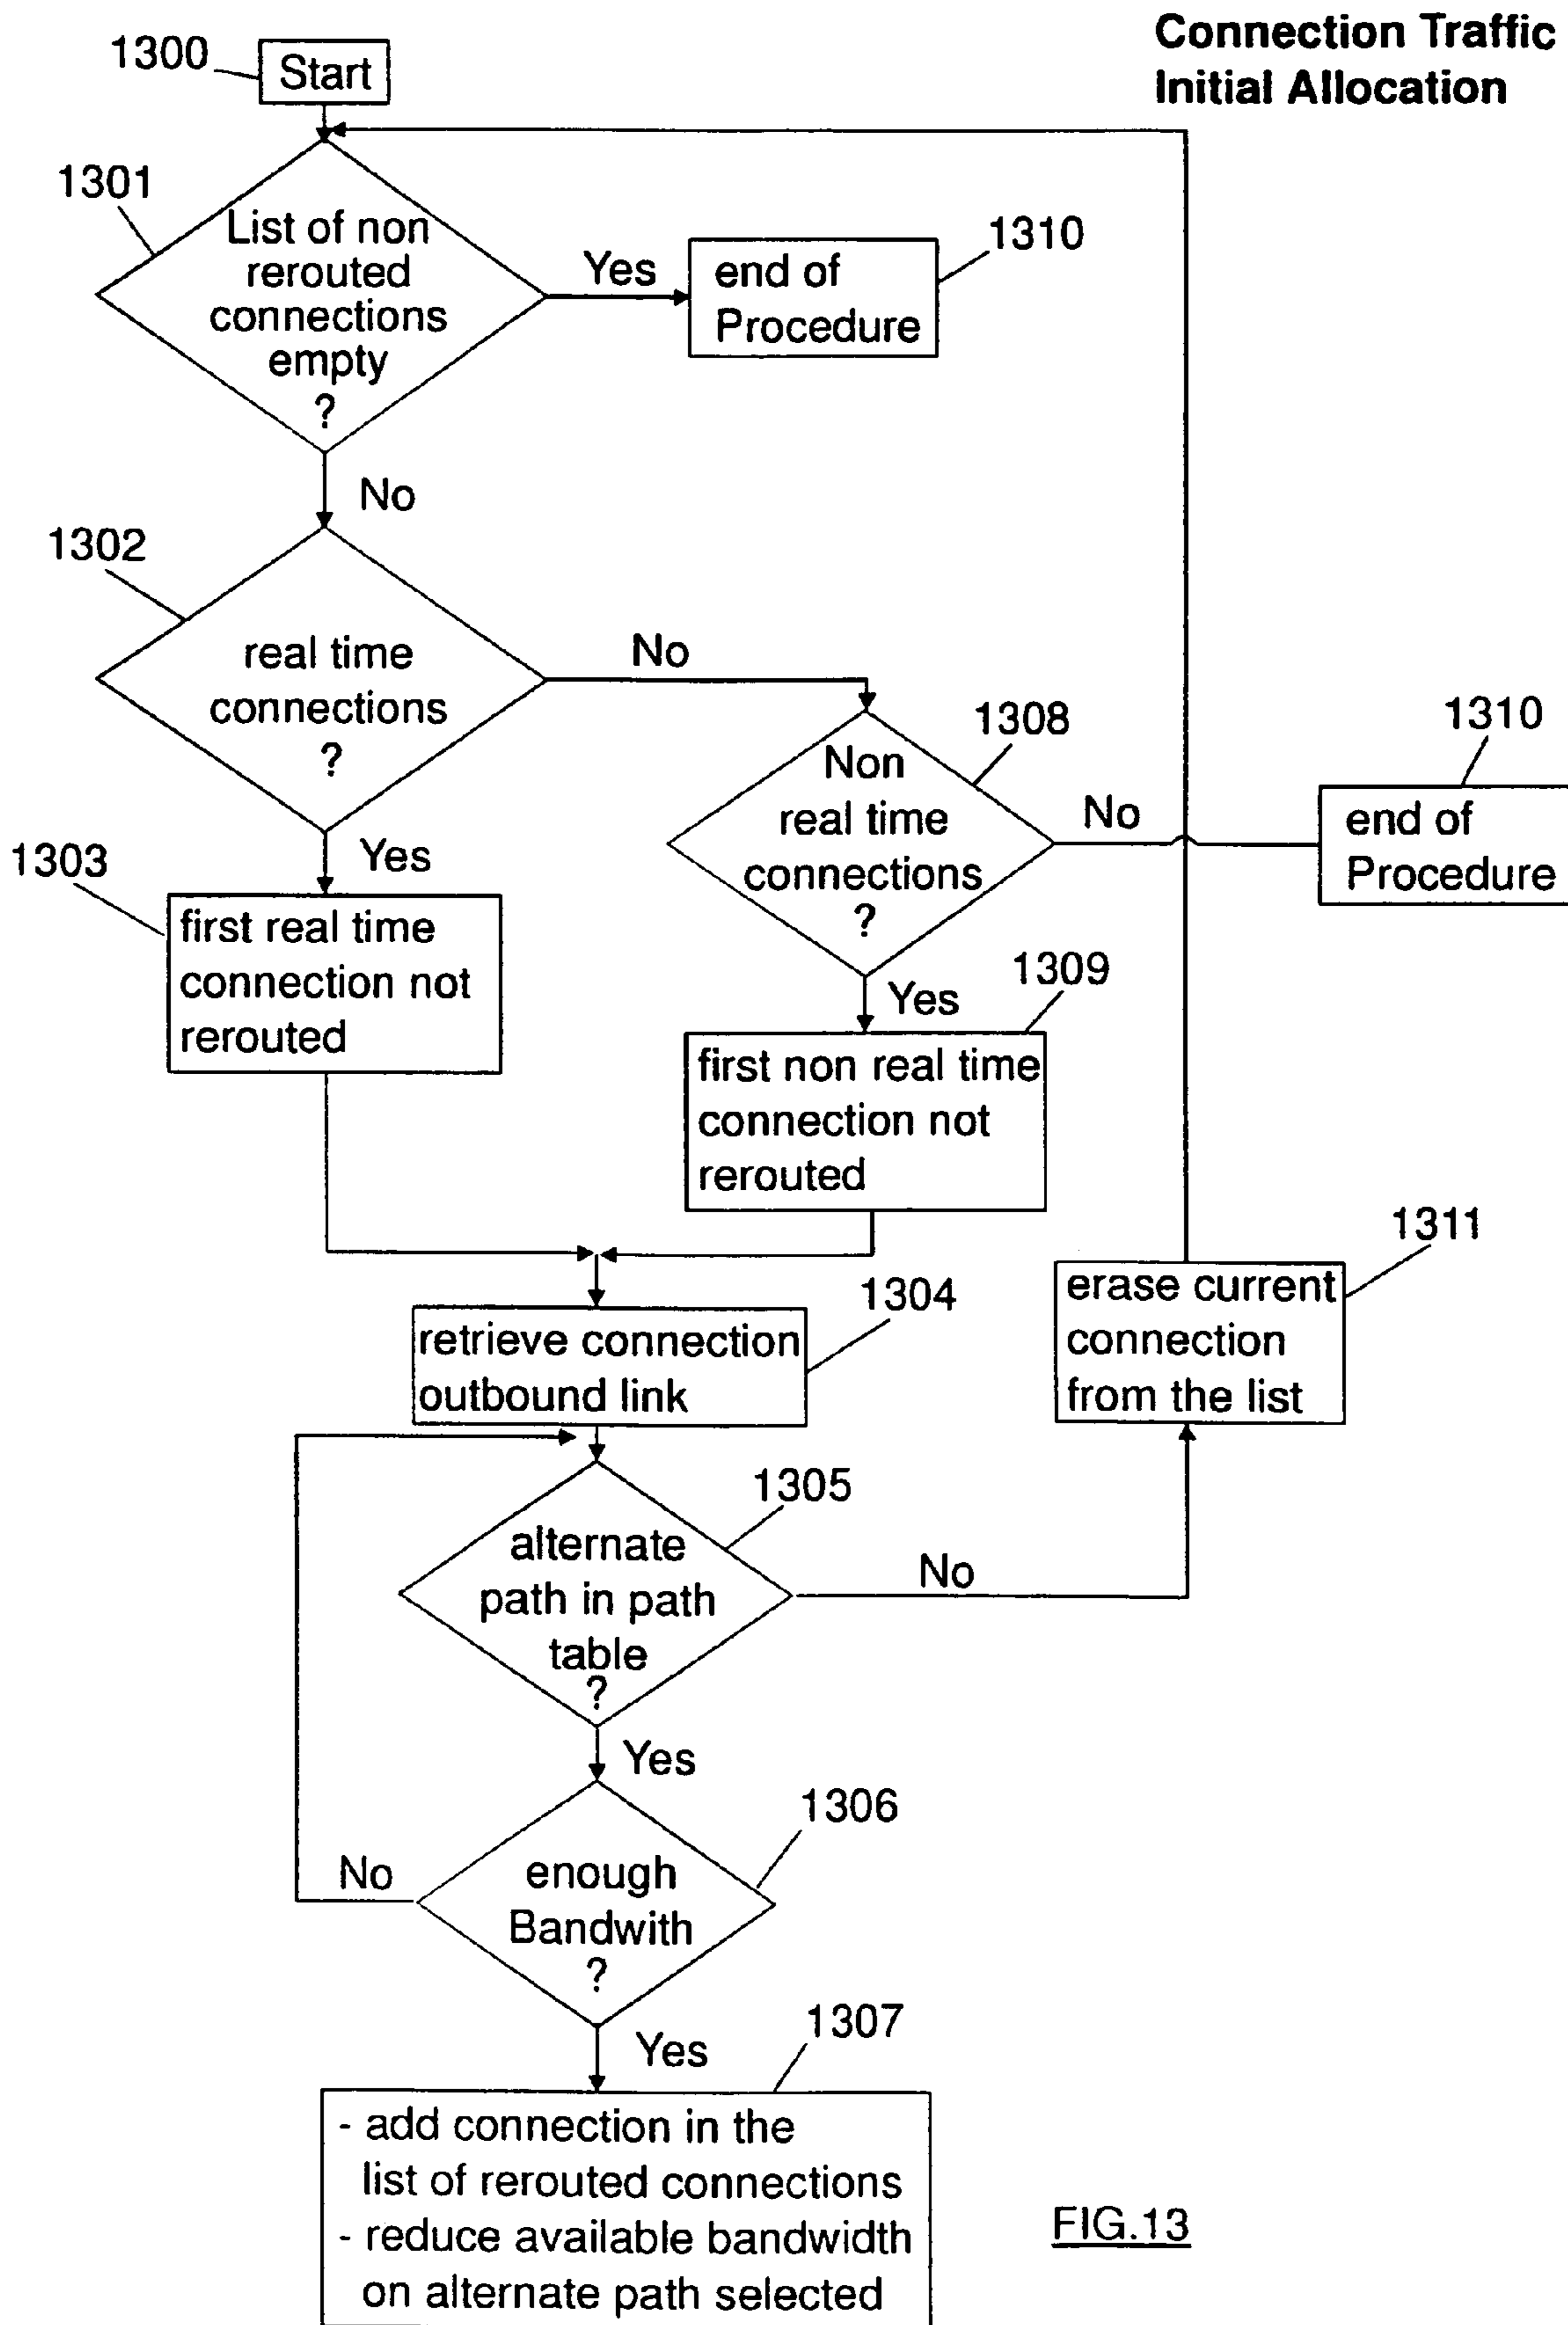 Connection Traffic
Initial Allocation
1300
Start
1301
List of non
rerouted
connections
empty
?
Yes
1310
end of
Procedure
No
1302
real time
connections
?
No
1308
Non
real time
connections
?
No
1310
end of
Procedure
Yes
1303
first real time
connection not
rerouted
Yes
1309
first non real time
connection not
rerouted
1304
retrieve connection
outbound link
1311
erase current
connection
from the list
1305
alternate
path in path
table
?
No
Yes
1306
enough
Bandwith
?
No
Yes
1307
- add connection in the
list of rerouted connections
- reduce available bandwidth
on alternate path selected
FIG.13